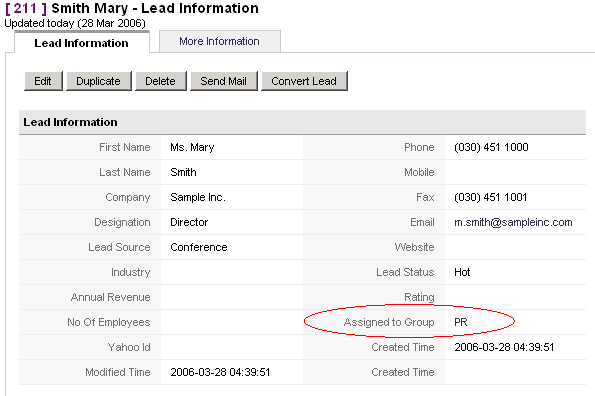 [ 211 ] Smith Mary - Lead Information
Updated today (28 Mar 2006)
Lead Information More Information
Edit Duplicate Delete Send Mail Convert Lead
Lead Information
First Name Ms. Mary Phone (030) 451 1000
Last Name Smith Mobile
Company Sample Inc. Fax (030) 451 1001
Designation Director Email m.smith@sampleinc.com
Lead Source Conference Website
Industry Lead Status Hot
Annual Revenue Rating
No Of Employees Assigned to Group PR
Yahoo Id Created Time 2006-03-28 04:39:51
Modified Time 2006-03-28 04:39:51 Created Time